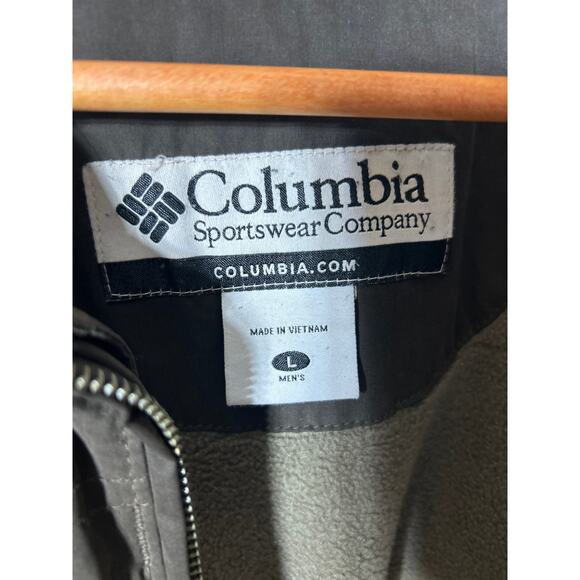 Columbia
Sportswear Company
COLUMBIA.COM
MADE IN VIETNAM
L
MEN'S